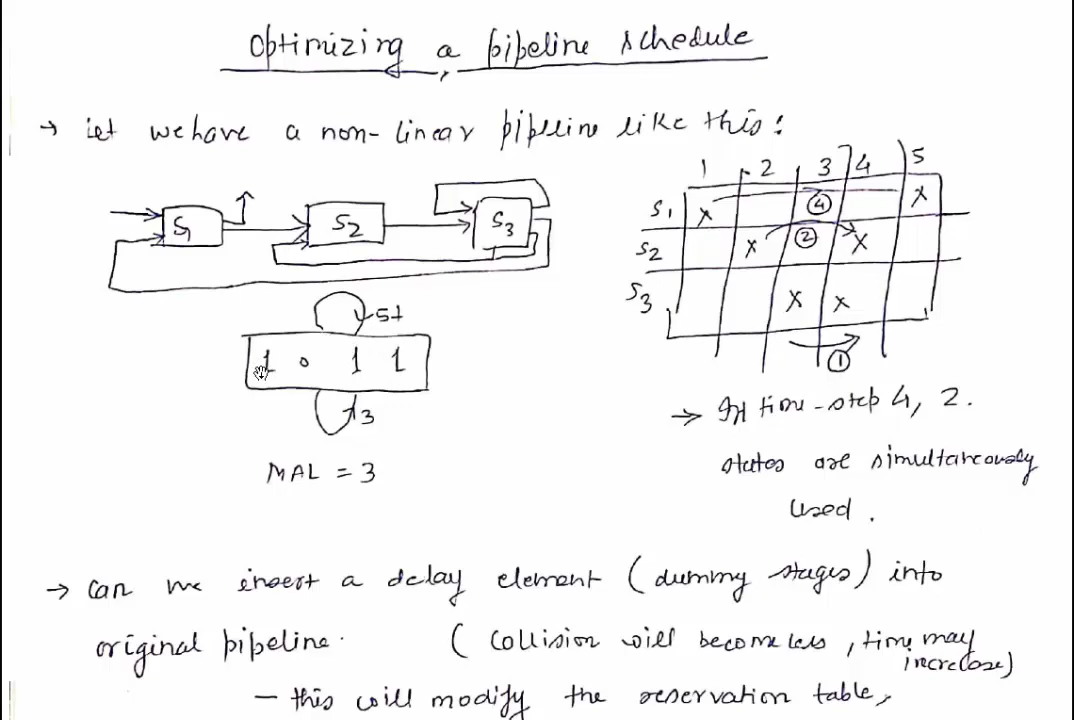 Optimizing a pipeline schedule
→ let we have a non-linear pipeline like this:
1 2 3 4 5
S1 X ④ X
S2 X ② X
S3 X X
①
S1 S2 S3
5+
1 0 1 1
3
MAL = 3
→ If time-step 4, 2.
states are simultaneously
used.
→ Can we insert a delay element (dummy stages) into
original pipeline. (Collision will become less, time may
increase)
– this will modify the reservation table,